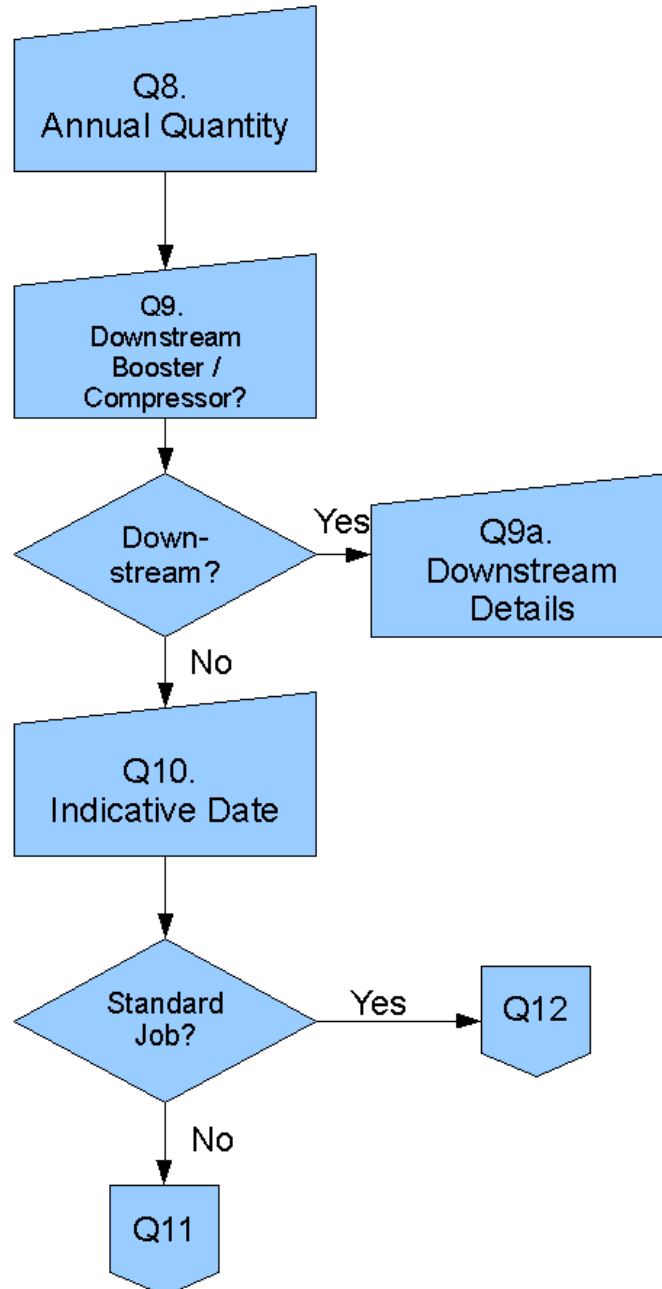 Q8.
Annual Quantity
Q9.
Downstream
Booster /
Compressor?
Down-
stream?
Yes
Q9a.
Downstream
Details
No
Q10.
Indicative Date
Standard
Job?
Yes
Q12
No
Q11